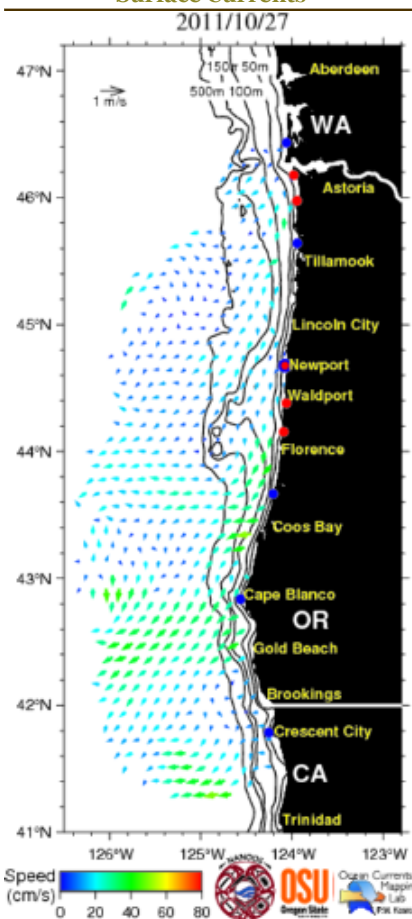 Surface Currents
2011/10/27
47°N
150m 50m
500m 100m
1 m/s
Aberdeen
WA
46°N
Astoria
Tillamook
45°N
Lincoln City
Newport
Waldport
44°N
Florence
Coos Bay
43°N
Cape Blanco
OR
Gold Beach
42°N
Brookings
Crescent City
CA
41°N
Trinidad
126°W 125°W 124°W 123°W
Speed
(cm/s)
0 20 40 60 80
NANOOS
OSU
Oregon State
Ocean Currents
Mapping
Lab